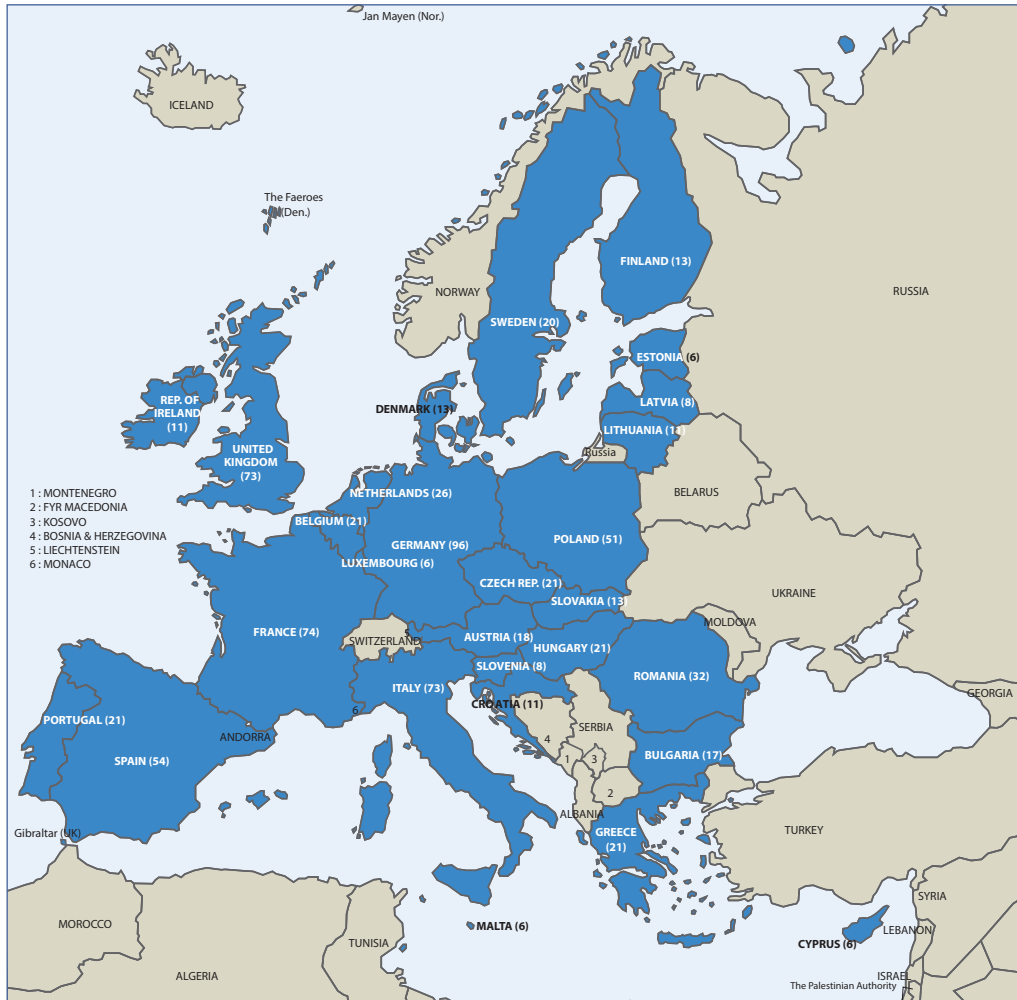 Jan Mayen (Nor.)
ICELAND
The Faeroes
(Den.)
FINLAND (13)
NORWAY
RUSSIA
SWEDEN (20)
ESTONIA (6)
REP. OF
IRELAND
(11)
DENMARK (13)
LATVIA (8)
LITHUANIA (11)
UNITED
KINGDOM
(73)
Russia
1 : MONTENEGRO
2 : FYR MACEDONIA
3 : KOSOVO
4 : BOSNIA & HERZEGOVINA
5 : LIECHTENSTEIN
6 : MONACO
NETHERLANDS (26)
BELARUS
BELGIUM (21)
GERMANY (96)
POLAND (51)
LUXEMBOURG (6)
CZECH REP. (21)
SLOVAKIA (13)
UKRAINE
FRANCE (74)
SWITZERLAND
5
AUSTRIA (18)
HUNGARY (21)
MOLDOVA
SLOVENIA (8)
ROMANIA (32)
ITALY (73)
CROATIA (11)
GEORGIA
6
PORTUGAL (21)
ANDORRA
SERBIA
4
1
3
BULGARIA (17)
SPAIN (54)
2
ALBANIA
Gibraltar (UK)
GREECE
(21)
TURKEY
SYRIA
MOROCCO
MALTA (6)
LEBANON
TUNISIA
CYPRUS (6)
ALGERIA
ISRAEL
The Palestinian Authority